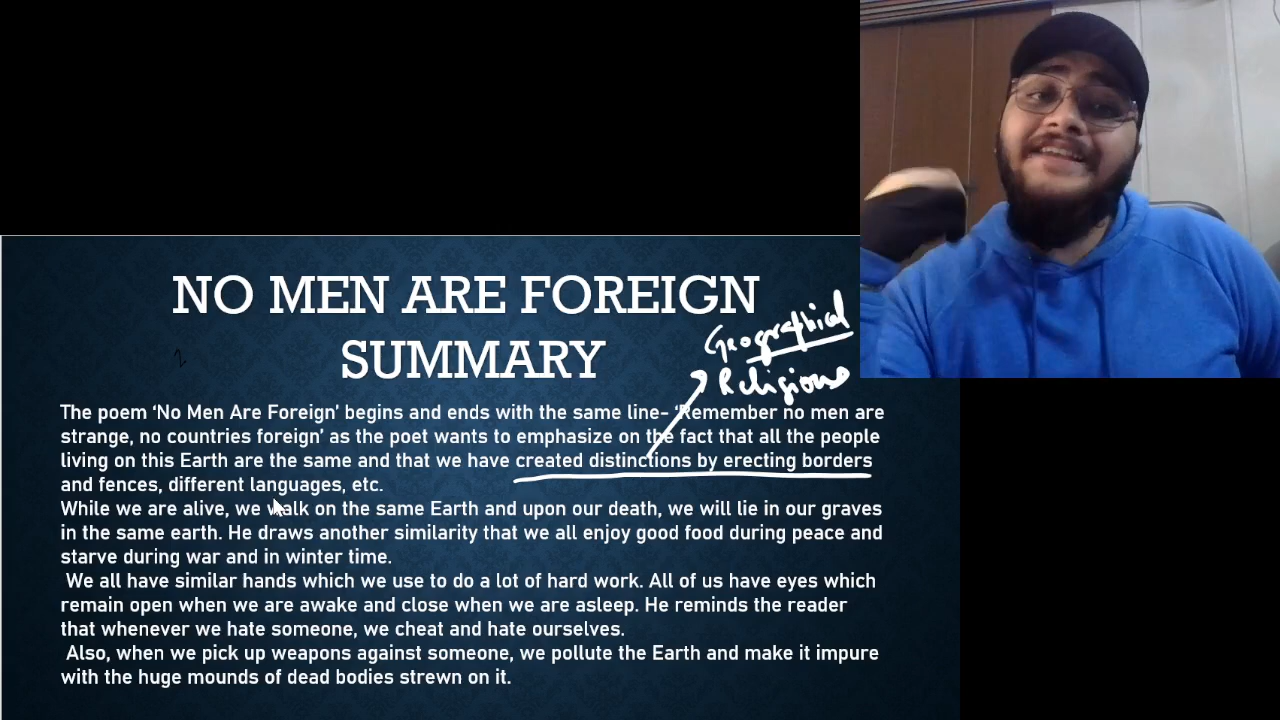 NO MEN ARE FOREIGN
SUMMARY
Geographical
Religious
The poem ‘No Men Are Foreign’ begins and ends with the same line- ‘Remember no men are
strange, no countries foreign’ as the poet wants to emphasize on the fact that all the people
living on this Earth are the same and that we have created distinctions by erecting borders
and fences, different languages, etc.
While we are alive, we walk on the same Earth and upon our death, we will lie in our graves
in the same earth. He draws another similarity that we all enjoy good food during peace and
starve during war and in winter time.
We all have similar hands which we use to do a lot of hard work. All of us have eyes which
remain open when we are awake and close when we are asleep. He reminds the reader
that whenever we hate someone, we cheat and hate ourselves.
Also, when we pick up weapons against someone, we pollute the Earth and make it impure
with the huge mounds of dead bodies strewn on it.